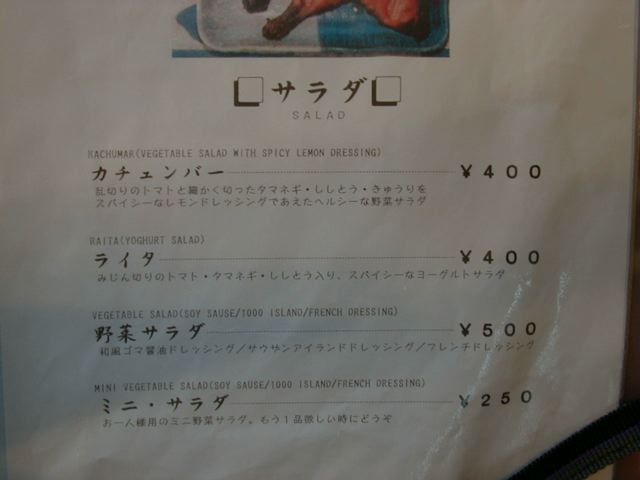 サラダ
SALAD
KACHUMAR(VEGETABLE SALAD WITH SPICY LEMON DRESSING)
カチェンバー ¥400
乱切りのトマトと細かく切ったタマネギ・ししとう・きゅうりを
スパイシーなレモンドレッシングであえたヘルシーな野菜サラダ
RAITA(YOGHURT SALAD)
ライタ ¥400
みじん切りのトマト・タマネギ・ししとう入り、スパイシーなヨーグルトサラダ
VEGETABLE SALAD(SOY SAUSE/1000 ISLAND/FRENCH DRESSING)
野菜サラダ ¥500
和風ゴマ醤油ドレッシング/サウザンアイランドドレッシング/フレンチドレッシング
MINI VEGETABLE SALAD(SOY SAUSE/1000 ISLAND/FRENCH DRESSING)
ミニ・サラダ ¥250
お一人様用のミニ野菜サラダ。もう1品欲しい時にどうぞ